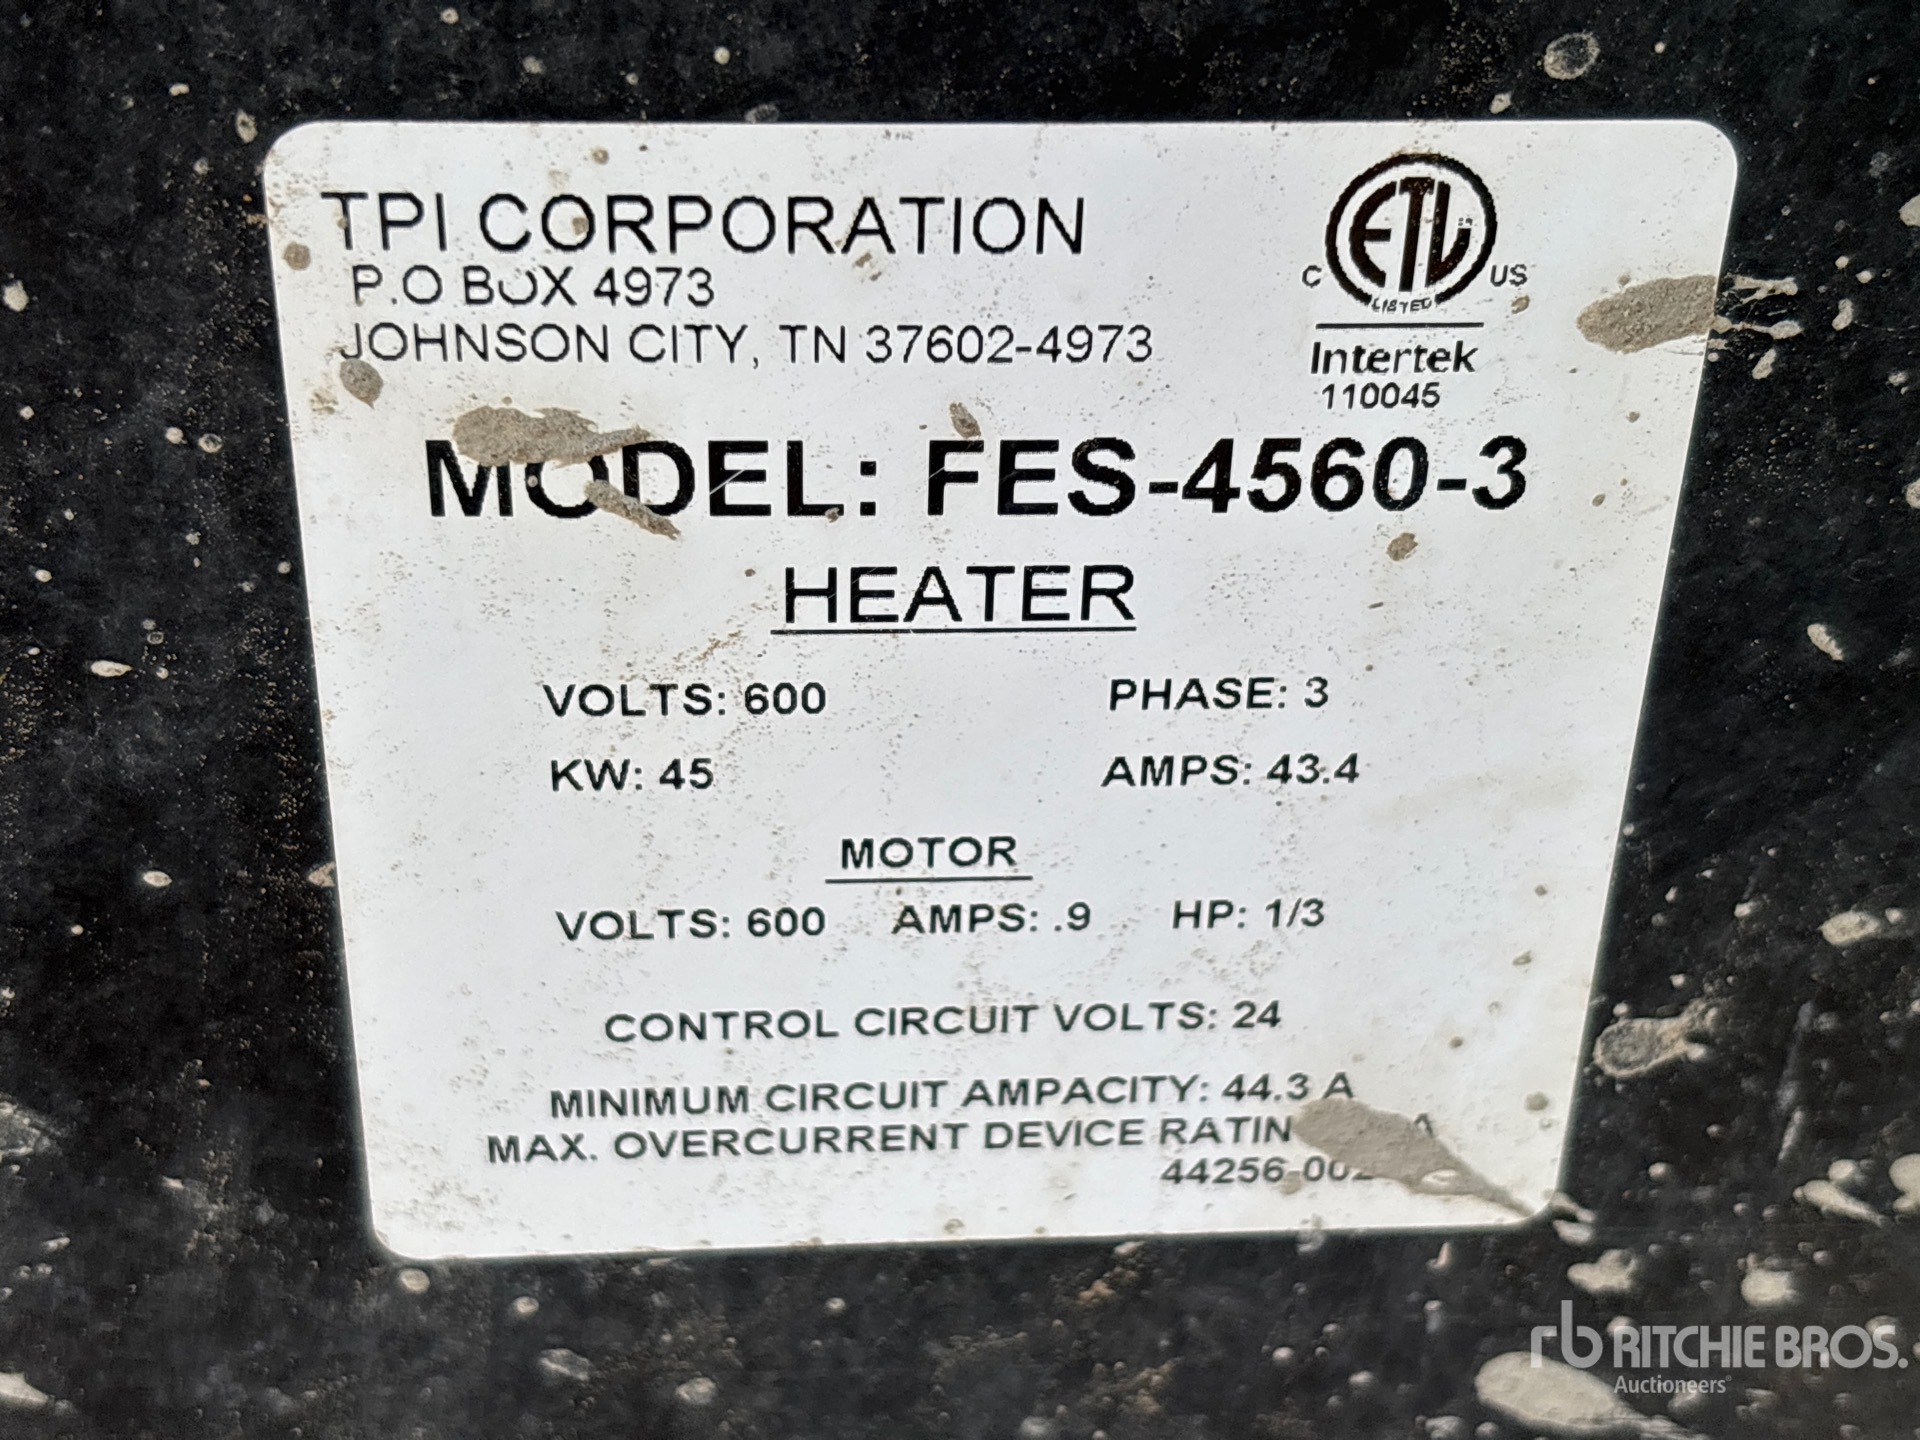 TPI CORPORATION
P.O BOX 4973
JOHNSON CITY, TN 37602-4973
ETL
C US
LISTED
Intertek
110045
MODEL: FES-4560-3
HEATER
VOLTS: 600 PHASE: 3
KW: 45 AMPS: 43.4
MOTOR
VOLTS: 600 AMPS: .9 HP: 1/3
CONTROL CIRCUIT VOLTS: 24
MINIMUM CIRCUIT AMPACITY: 44.3 A
MAX. OVERCURRENT DEVICE
rb RITCHIE BROS.
Auctioneers